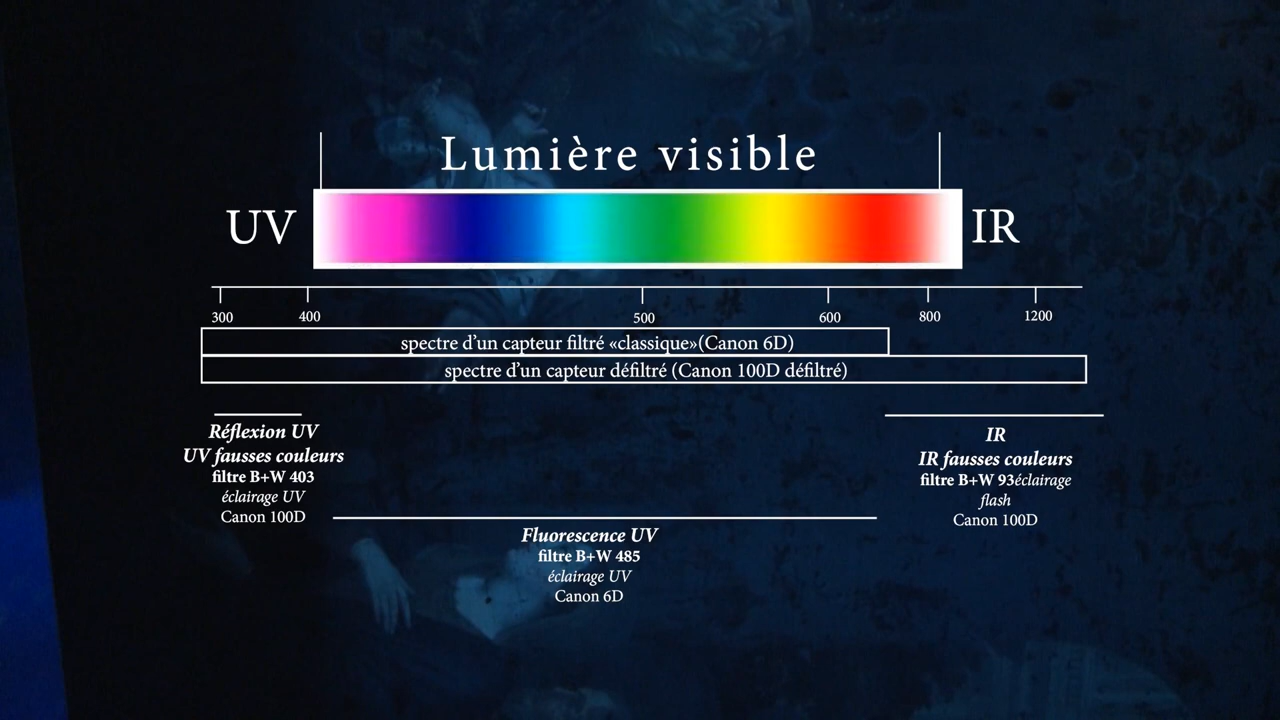 Lumière visible
UV
IR
300 400 500 600 800 1200
spectre d’un capteur filtré «classique»(Canon 6D)
spectre d’un capteur défiltré (Canon 100D défiltré)
Réflexion UV
UV fausses couleurs
filtre B+W 403
éclairage UV
Canon 100D
IR
IR fausses couleurs
filtre B+W 93éclairage
flash
Canon 100D
Fluorescence UV
filtre B+W 485
éclairage UV
Canon 6D